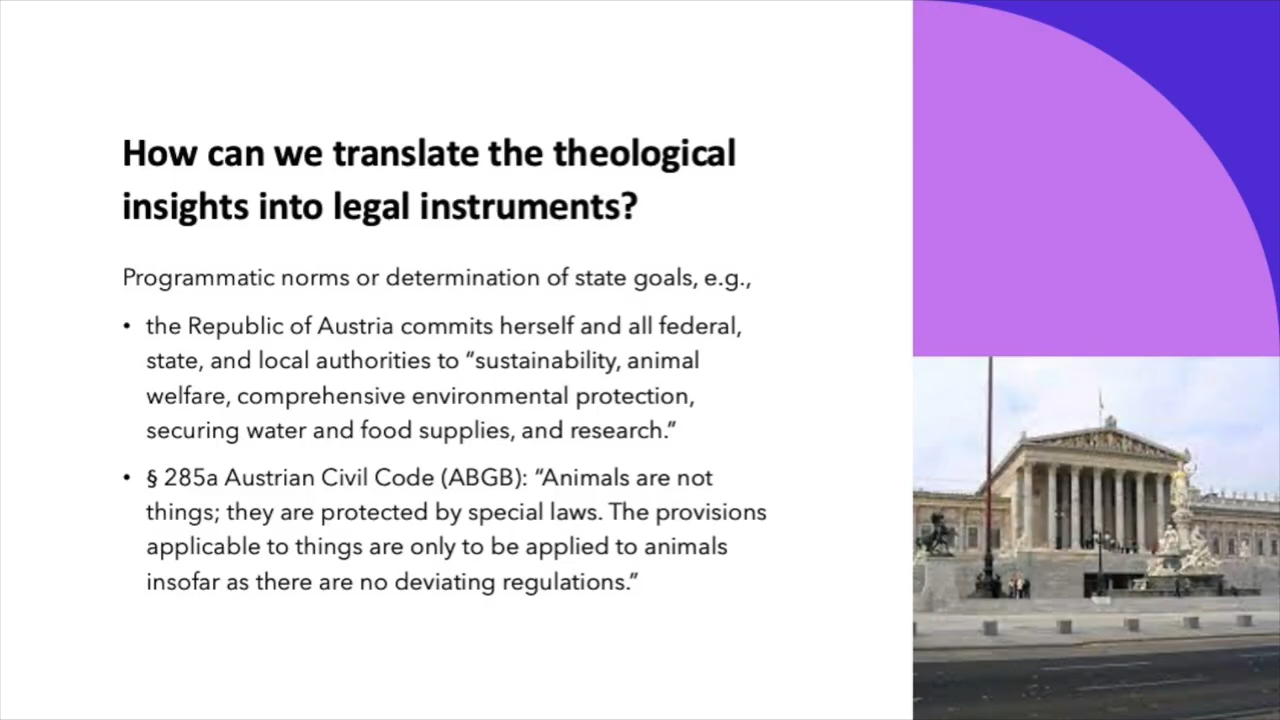 How can we translate the theological
insights into legal instruments?
Programmatic norms or determination of state goals, e.g.,
• the Republic of Austria commits herself and all federal,
state, and local authorities to “sustainability, animal
welfare, comprehensive environmental protection,
securing water and food supplies, and research.”
• § 285a Austrian Civil Code (ABGB): “Animals are not
things; they are protected by special laws. The provisions
applicable to things are only to be applied to animals
insofar as there are no deviating regulations.”